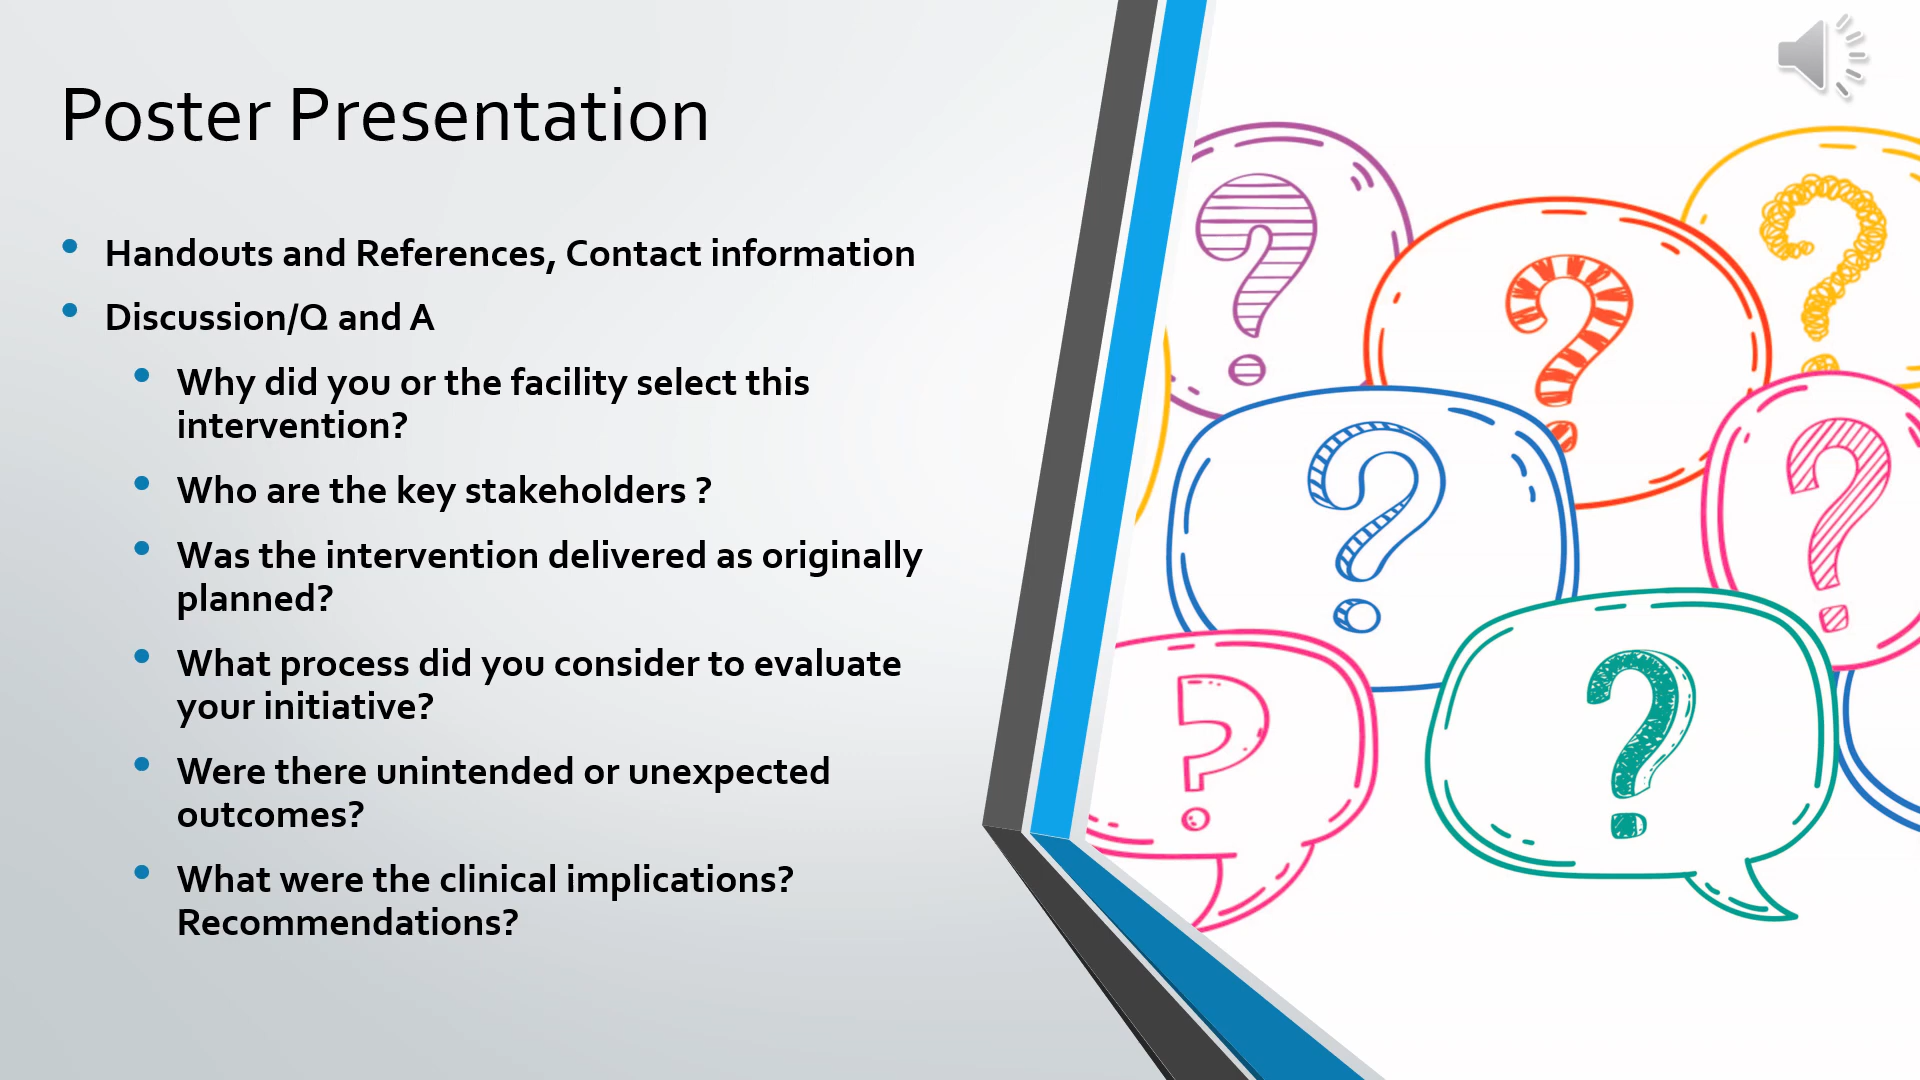 Poster Presentation
• Handouts and References, Contact information
• Discussion/Q and A
• Why did you or the facility select this
intervention?
• Who are the key stakeholders ?
• Was the intervention delivered as originally
planned?
• What process did you consider to evaluate
your initiative?
• Were there unintended or unexpected
outcomes?
• What were the clinical implications?
Recommendations?
? ? ?
? ?
? ?